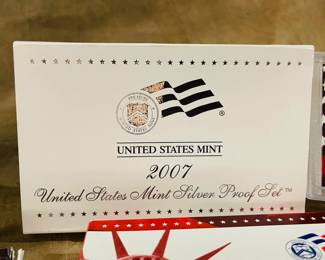 ®
UNITED STATES MINT
2007
United States Mint Silver Proof Set™